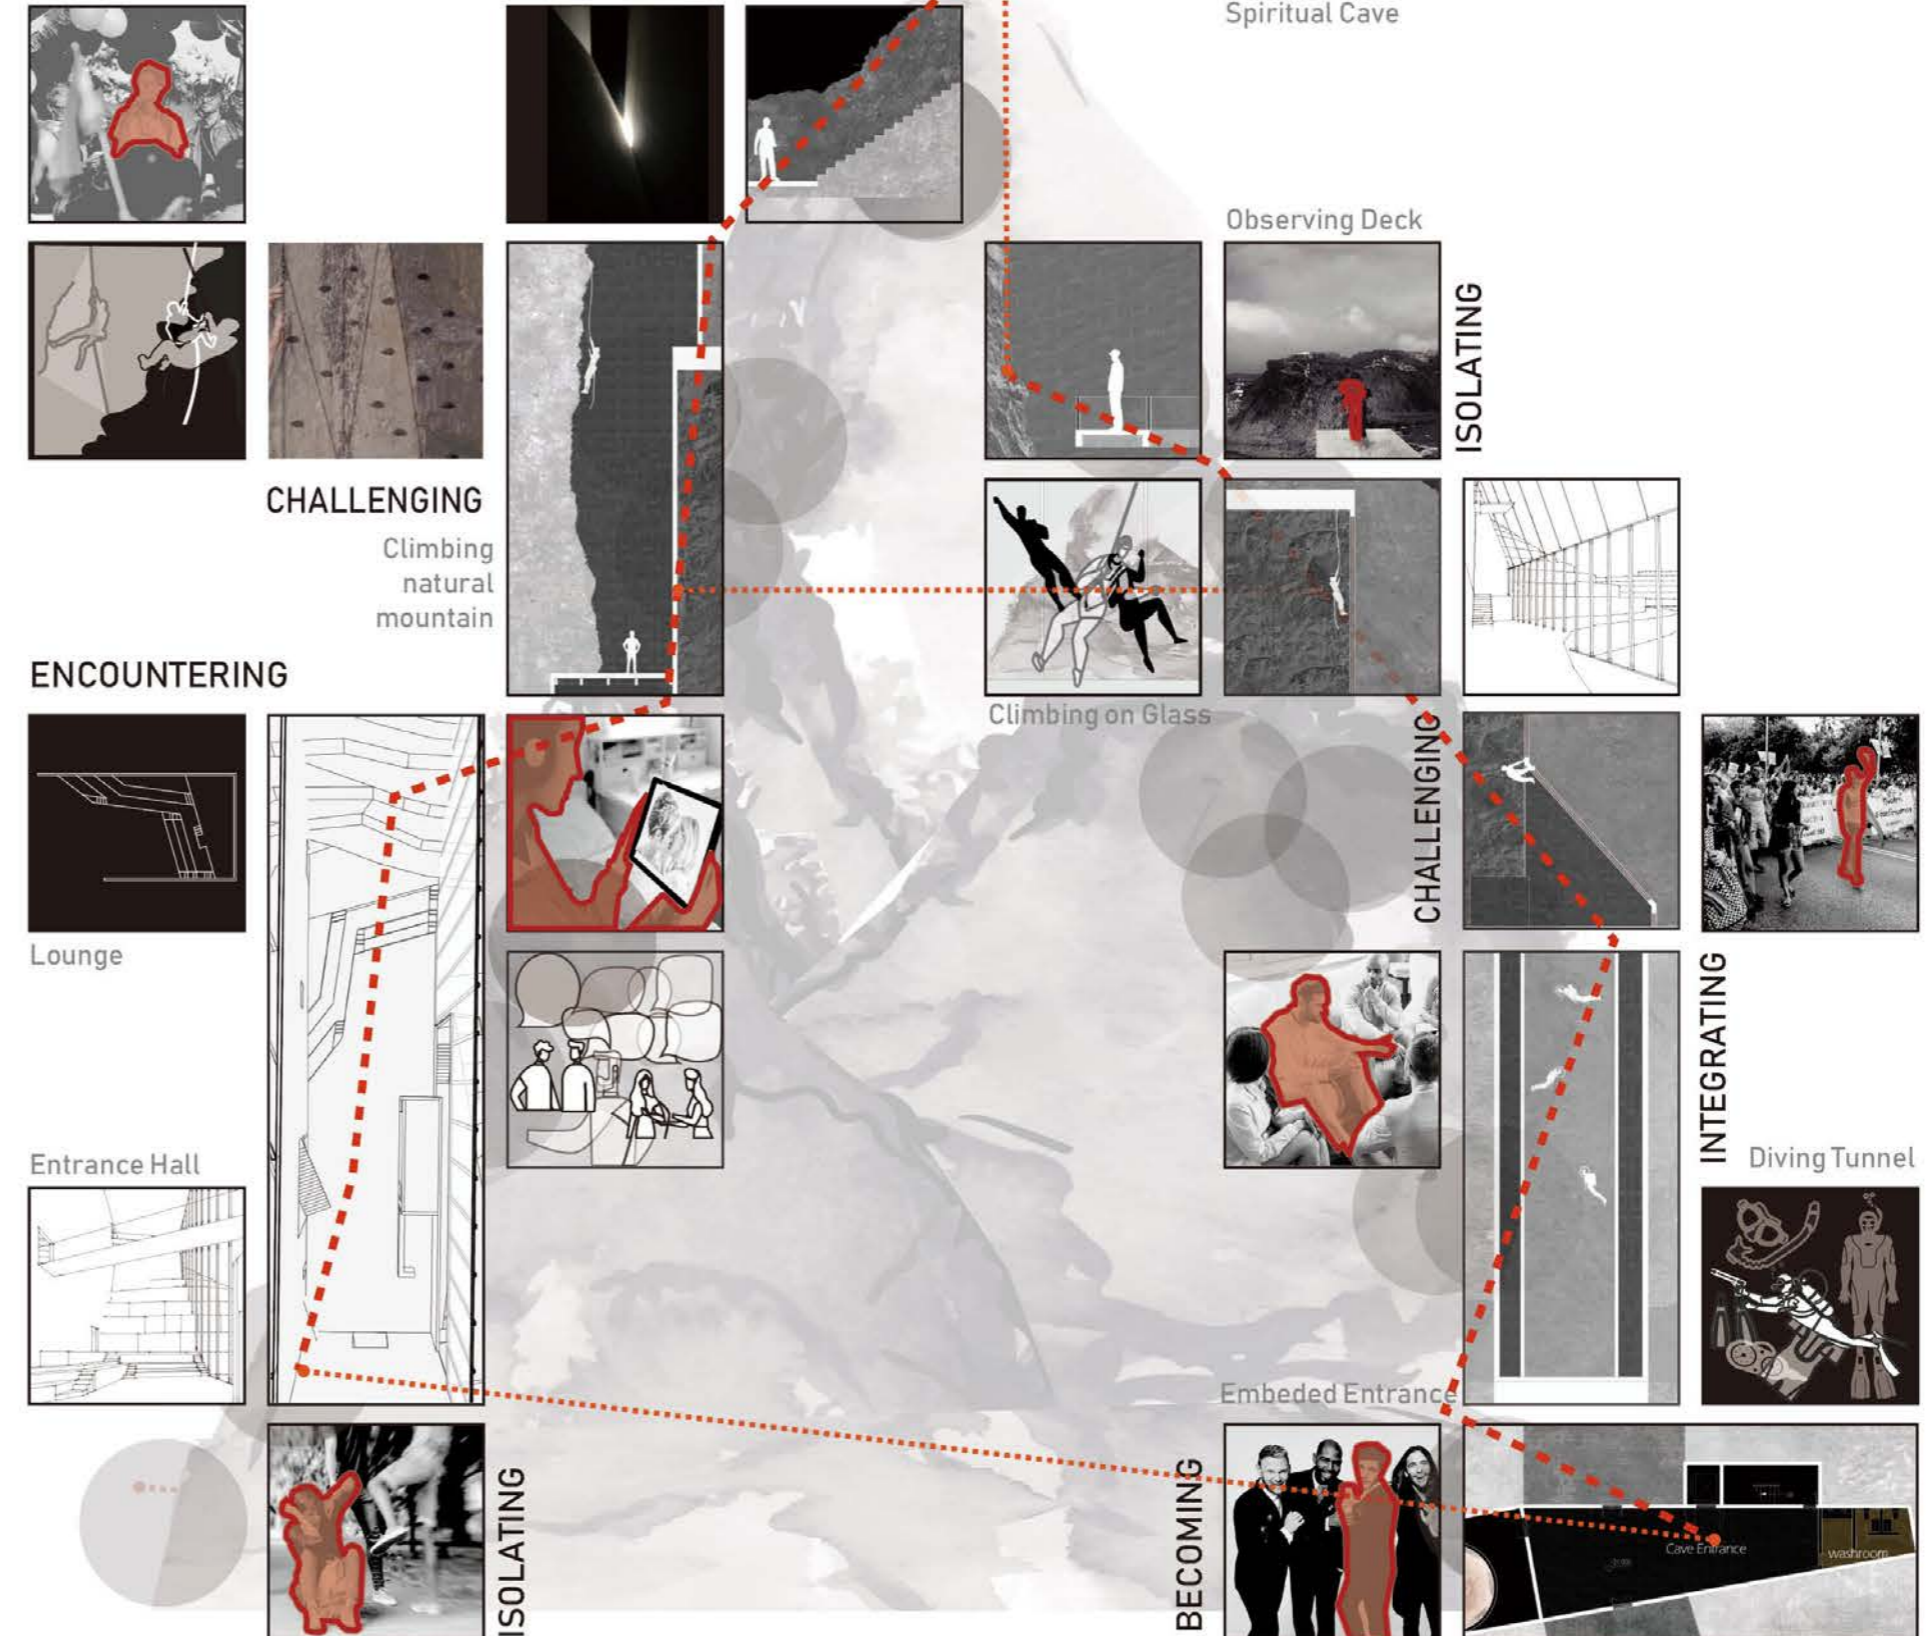 Spiritual Cave
Observing Deck
ISOLATING
CHALLENGING
Climbing
natural
mountain
ENCOUNTERING
Climbing on Glass
CHALLENGING
Lounge
INTEGRATING
Entrance Hall
Diving Tunnel
Embeded Entrance
ISOLATING
BECOMING
Cave Entrance
washroom